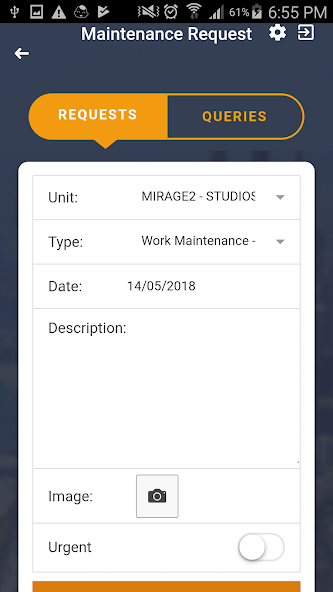 61% 6:55 PM
Maintenance Request
REQUESTS QUERIES
Unit: MIRAGE2 - STUDIOS
Type: Work Maintenance -
Date: 14/05/2018
Description:
Image:
Urgent